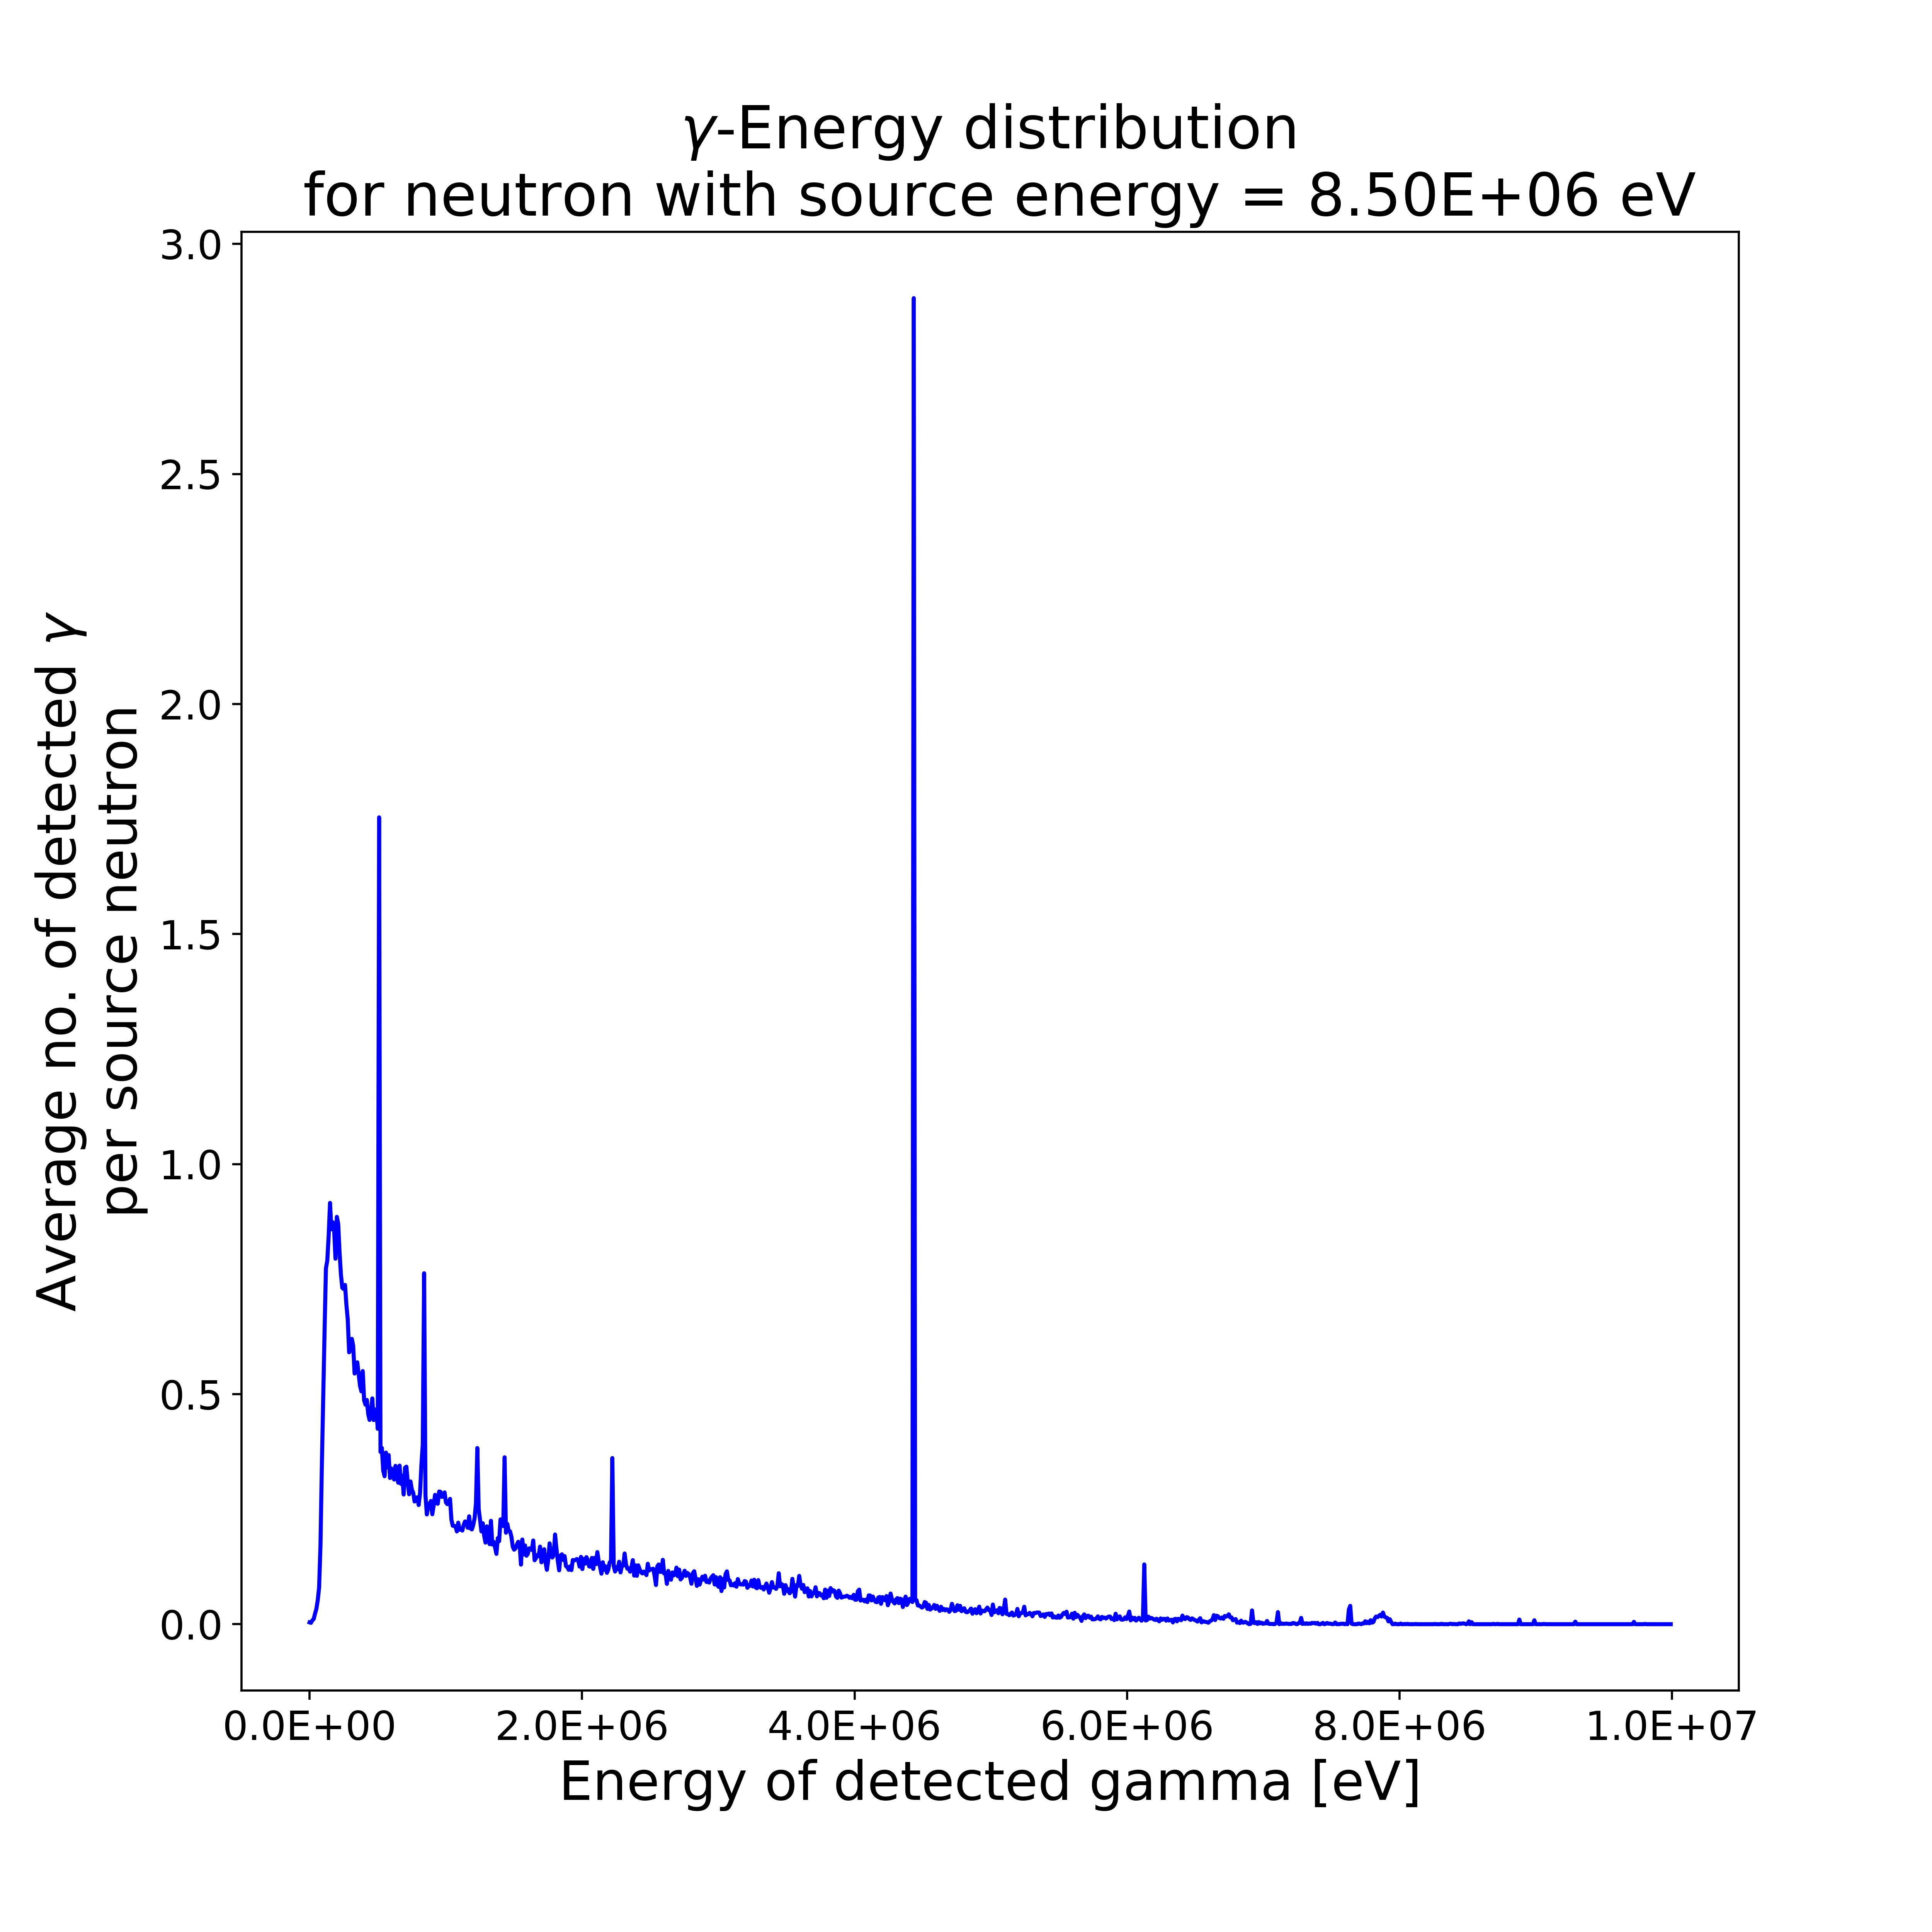 γ-Energy distribution
for neutron with source energy = 8.50E+06 eV
Average no. of detected γ
per source neutron
3.0
2.5
2.0
1.5
1.0
0.5
0.0
0.0E+00 2.0E+06 4.0E+06 6.0E+06 8.0E+06 1.0E+07
Energy of detected gamma [eV]